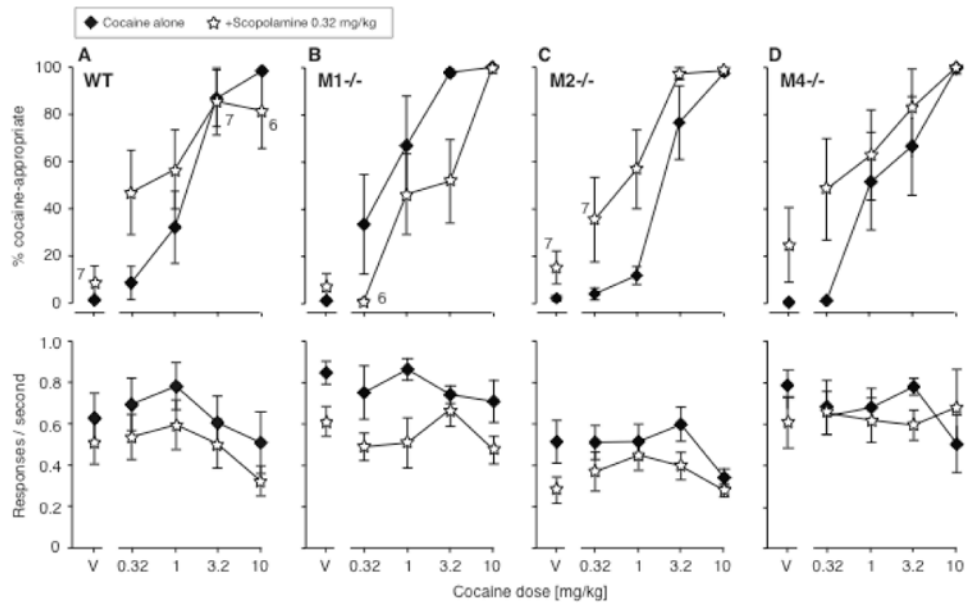 Cocaine alone +Scopolamine 0.32 mg/kg
A B C D
WT M1-/- M2-/- M4-/-
% cocaine-appropriate
100
80
60
40
20
0
7
7
6
6
7
7
Responses / second
1.0
0.8
0.6
0.4
0.2
0
V 0.32 1 3.2 10 V 0.32 1 3.2 10 V 0.32 1 3.2 10 V 0.32 1 3.2 10
Cocaine dose [mg/kg]